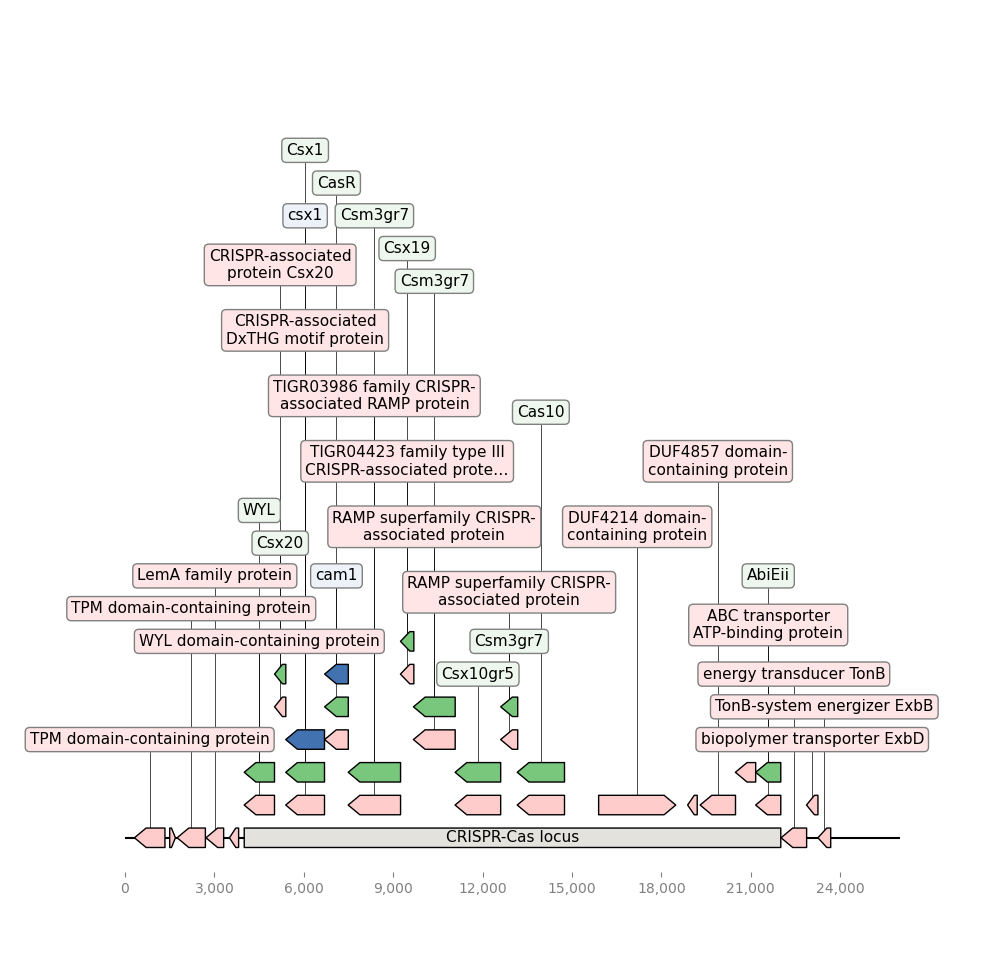 Csx1
CasR
csx1
Csm3gr7
Csx19
CRISPR-associated
protein Csx20
Csm3gr7
CRISPR-associated
DxTHG motif protein
TIGR03986 family CRISPR-
associated RAMP protein
Cas10
TIGR04423 family type III
CRISPR-associated prote...
DUF4857 domain-
containing protein
WYL
RAMP superfamily CRISPR-
associated protein
DUF4214 domain-
containing protein
Csx20
LemA family protein
cam1
RAMP superfamily CRISPR-
associated protein
AbiEii
TPM domain-containing protein
ABC transporter
ATP-binding protein
WYL domain-containing protein
Csm3gr7
Csx10gr5
energy transducer TonB
TonB-system energizer ExbB
TPM domain-containing protein
biopolymer transporter ExbD
CRISPR-Cas locus
0
3,000
6,000
9,000
12,000
15,000
18,000
21,000
24,000